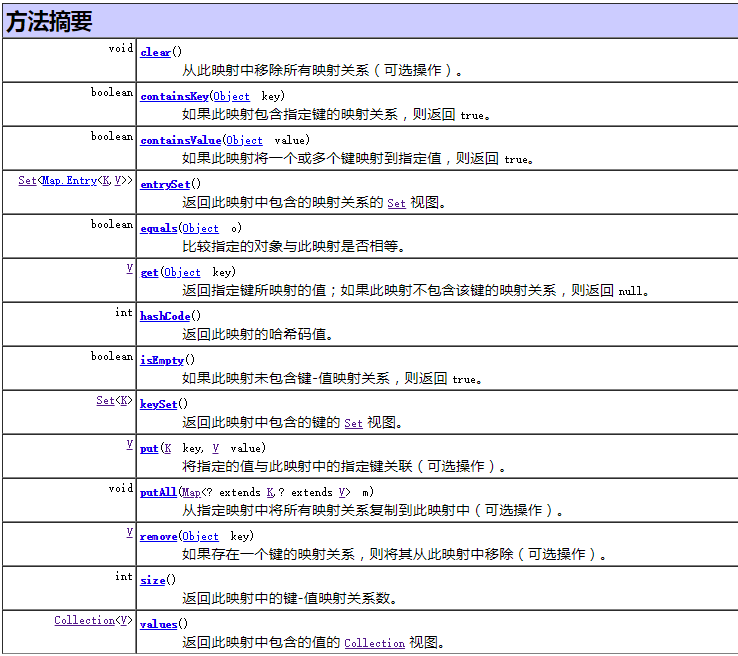 方法摘要
void clear()
从此映射中移除所有映射关系（可选操作）。
boolean containsKey(Object key)
如果此映射包含指定键的映射关系，则返回 true。
boolean containsValue(Object value)
如果此映射将一个或多个键映射到指定值，则返回 true。
Set<Map.Entry<K,V>> entrySet()
返回此映射中包含的映射关系的 Set 视图。
boolean equals(Object o)
比较指定的对象与此映射是否相等。
V get(Object key)
返回指定键所映射的值；如果此映射不包含该键的映射关系，则返回 null。
int hashCode()
返回此映射的哈希码值。
boolean isEmpty()
如果此映射未包含键-值映射关系，则返回 true。
Set<K> keySet()
返回此映射中包含的键的 Set 视图。
V put(K key, V value)
将指定的值与此映射中的指定键关联（可选操作）。
void putAll(Map<? extends K,? extends V> m)
从指定映射中将所有映射关系复制到此映射中（可选操作）。
V remove(Object key)
如果存在一个键的映射关系，则将其从此映射中移除（可选操作）。
int size()
返回此映射中的键-值映射关系数。
Collection<V> values()
返回此映射中包含的值的 Collection 视图。